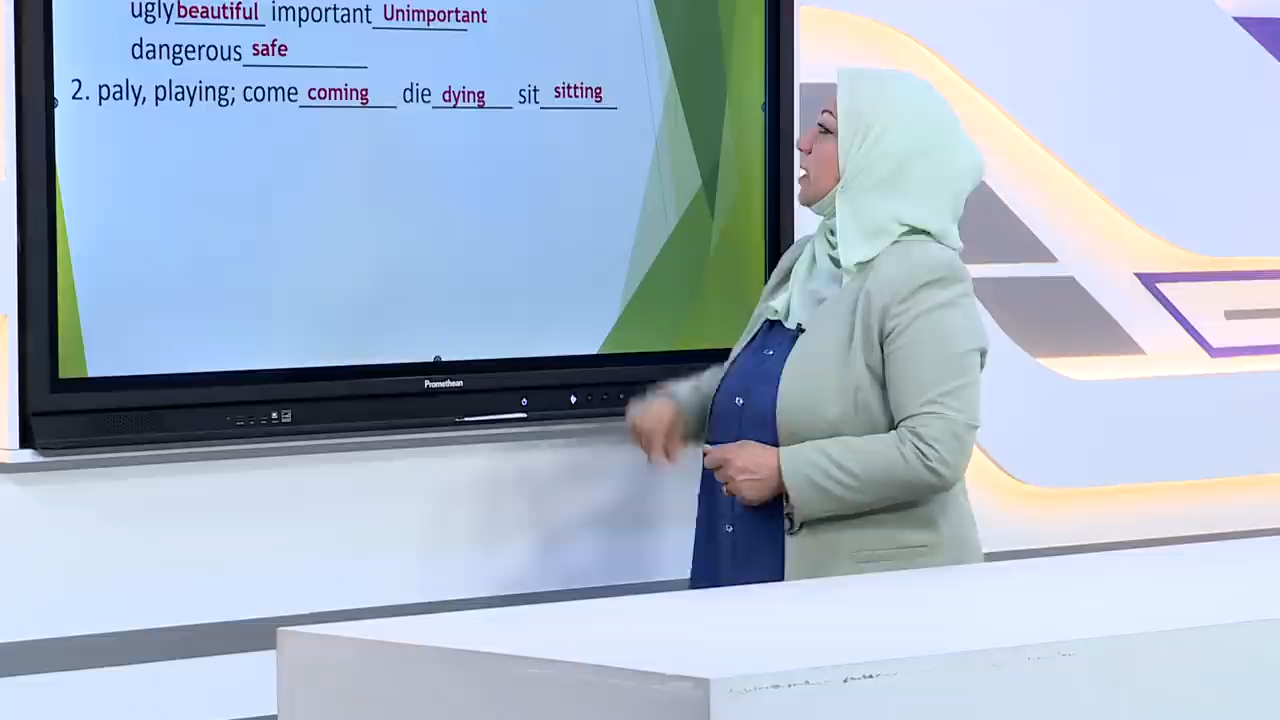 ugly beautiful important Unimportant
dangerous safe
2. paly, playing; come coming die dying sit sitting
Promethean